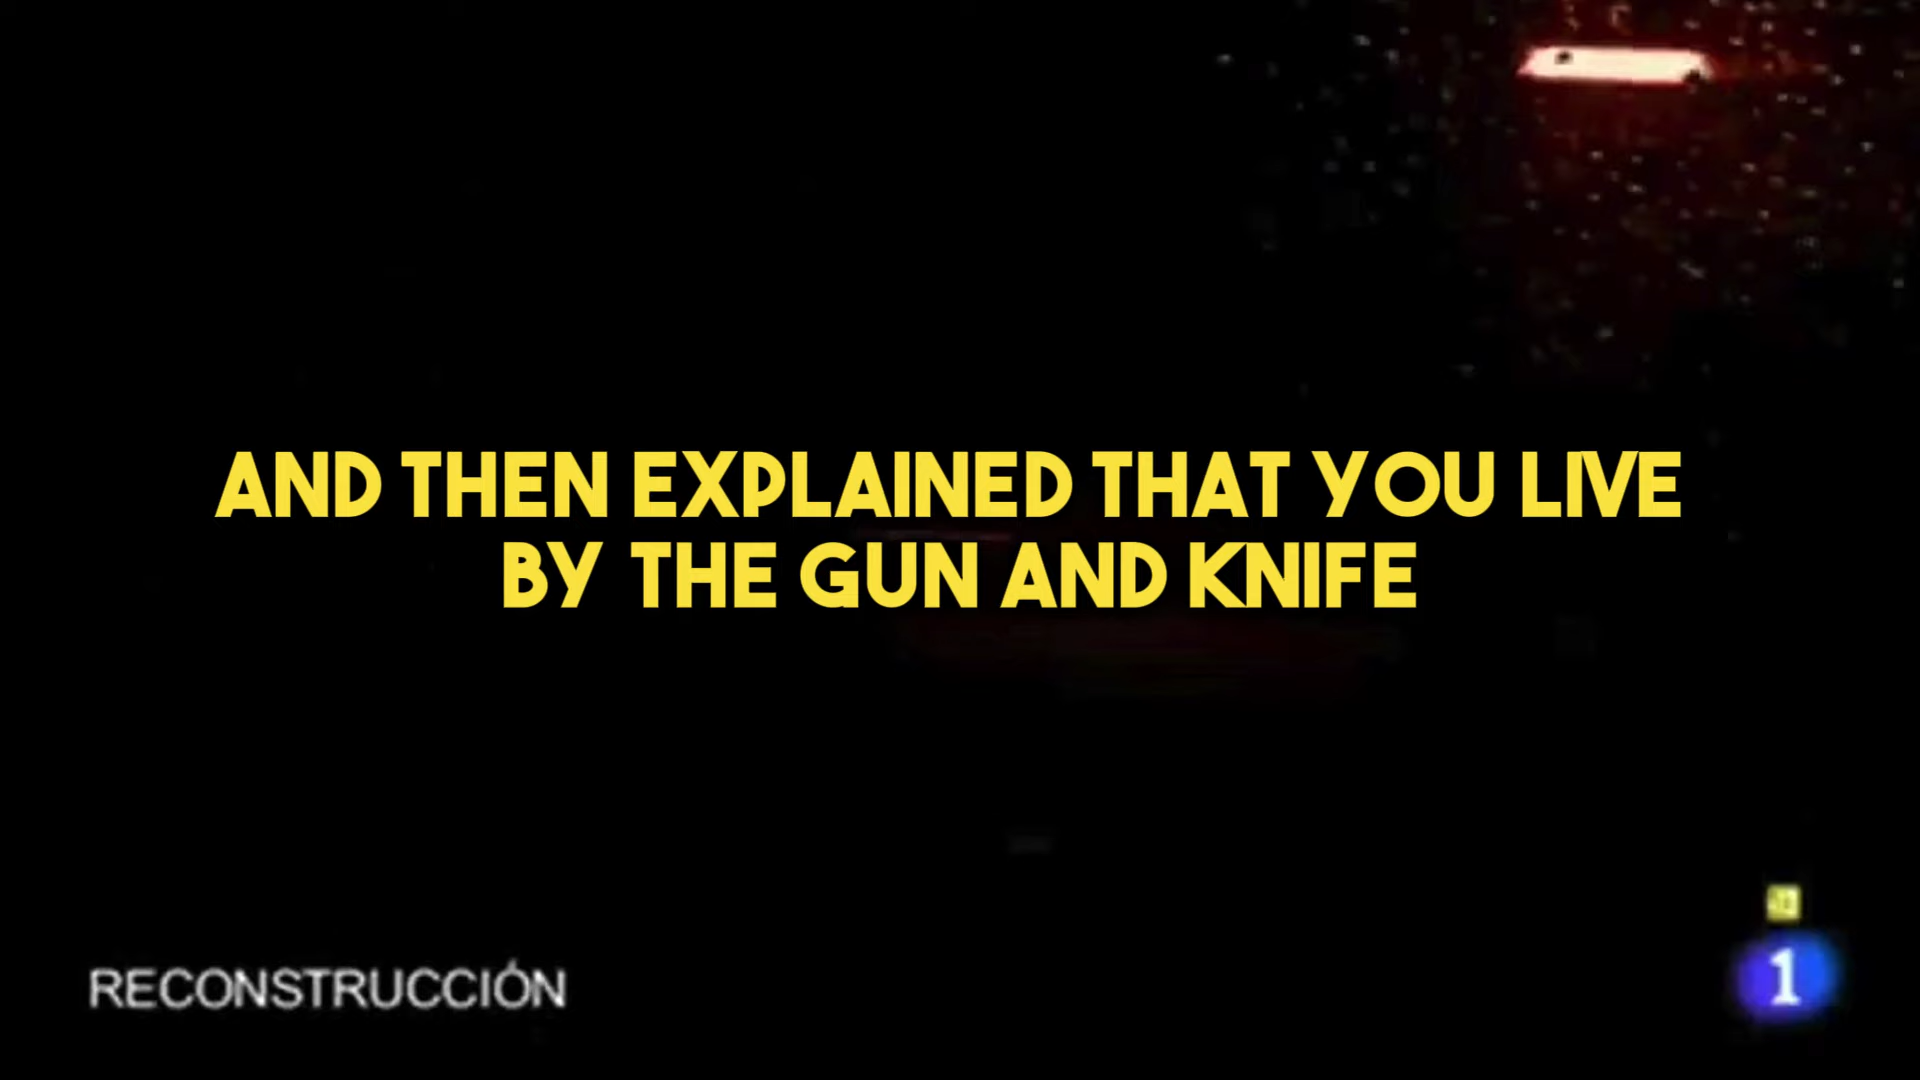 AND THEN EXPLAINED THAT YOU LIVE
BY THE GUN AND KNIFE
RECONSTRUCCIÓN
1